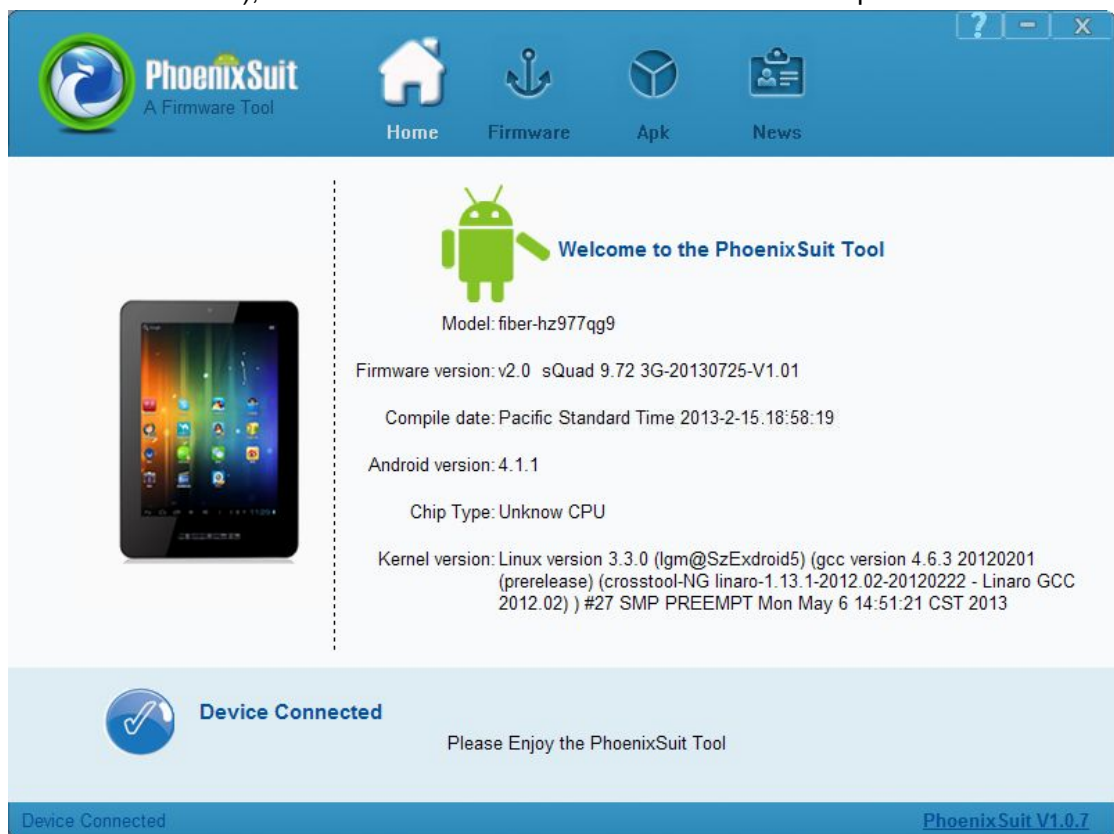 ? – X
PhoenixSuit
A Firmware Tool
Home Firmware Apk News
Welcome to the PhoenixSuit Tool
Model: fiber-hz977qg9
Firmware version: v2.0 sQuad 9.72 3G-20130725-V1.01
Compile date: Pacific Standard Time 2013-2-15.18:58:19
Android version: 4.1.1
Chip Type: Unknow CPU
Kernel version: Linux version 3.3.0 (lgm@SzExdroid5) (gcc version 4.6.3 20120201
(prerelease) (crosstool-NG linaro-1.13.1-2012.02-20120222 - Linaro GCC
2012.02) ) #27 SMP PREEMPT Mon May 6 14:51:21 CST 2013
Device Connected
Please Enjoy the PhoenixSuit Tool
Device Connected PhoenixSuit V1.0.7